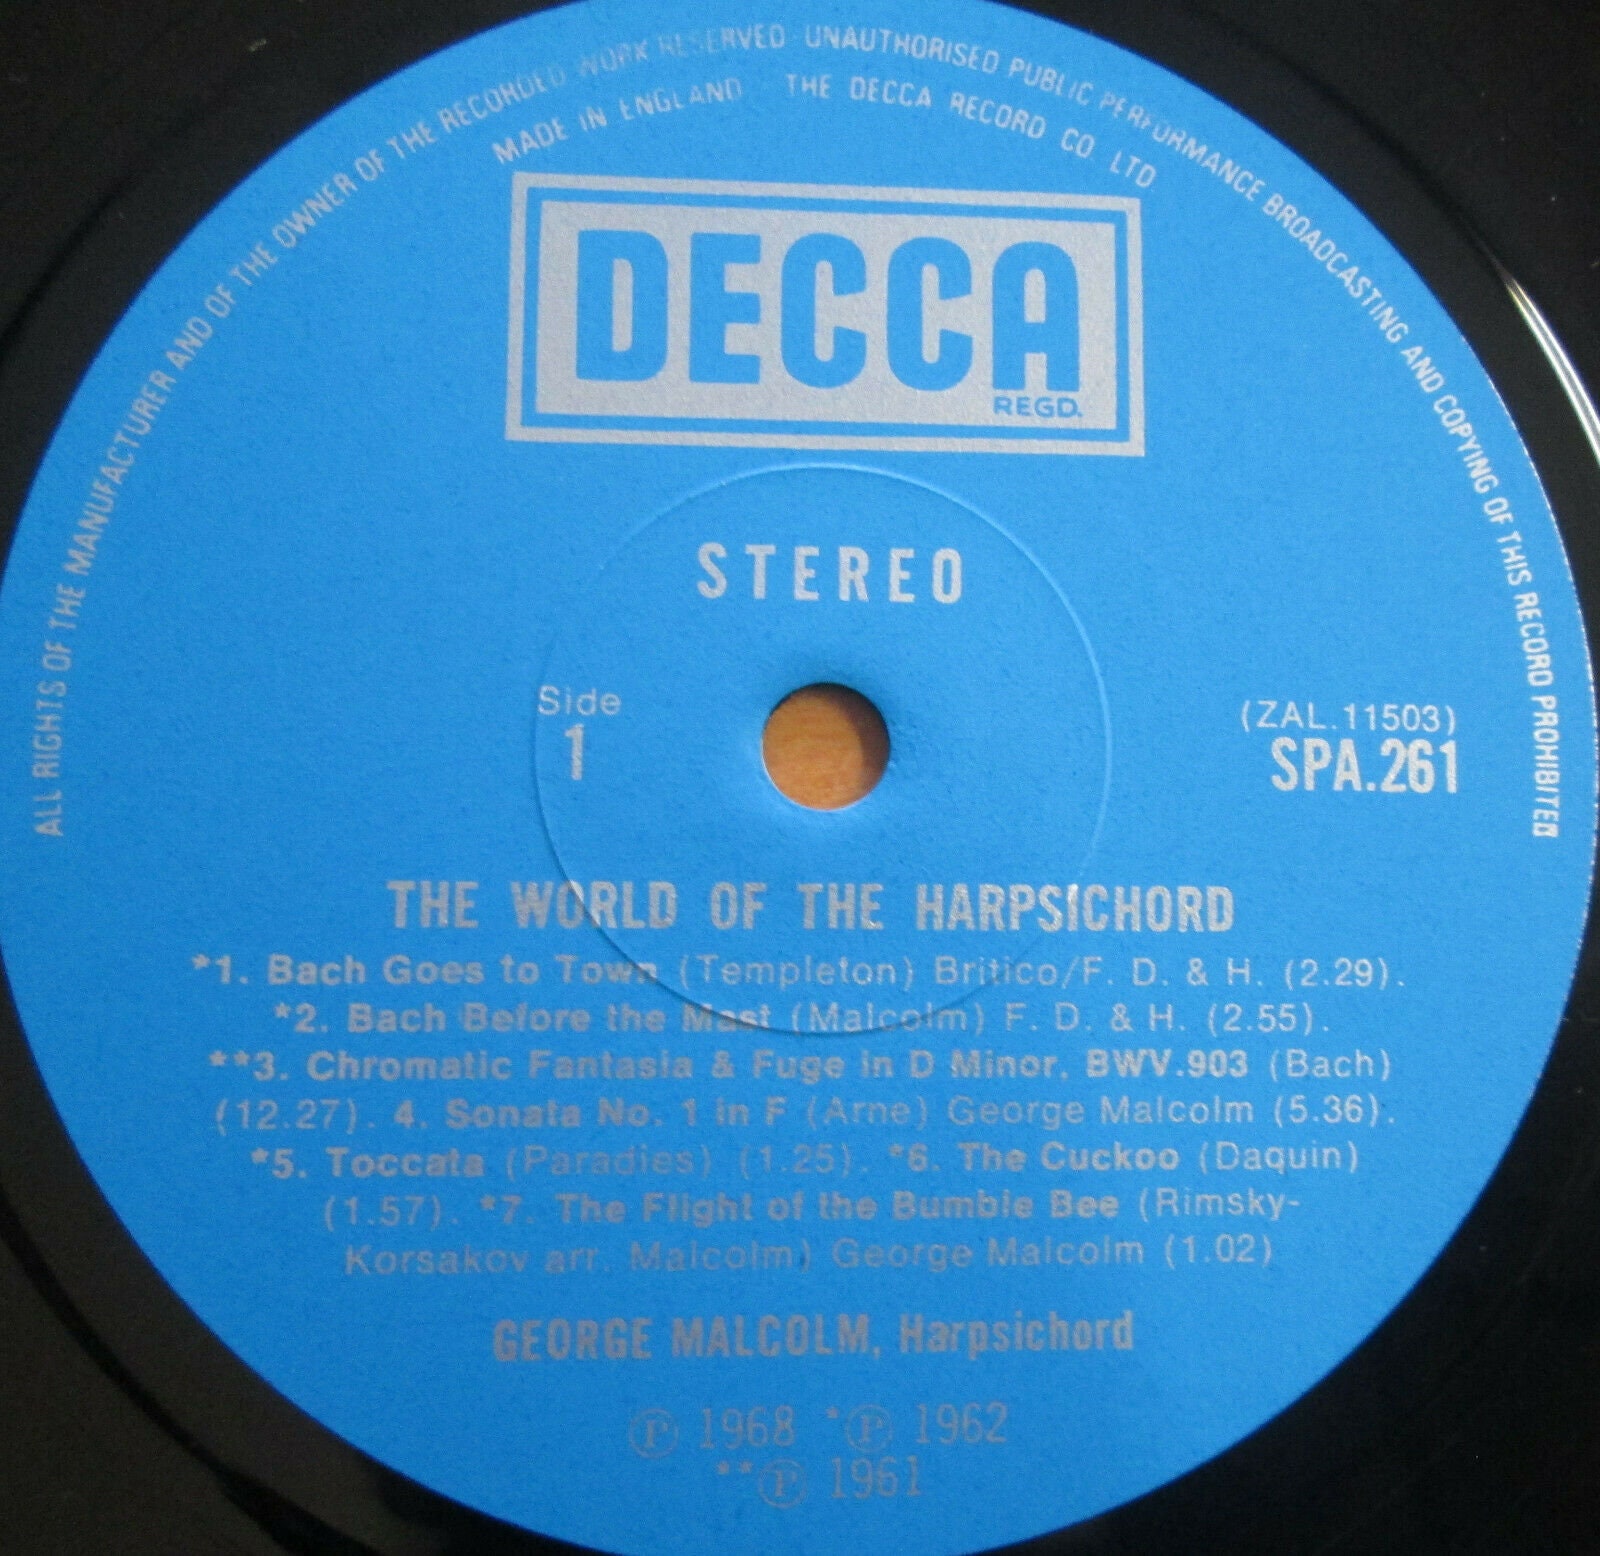 ALL RIGHTS OF THE MANUFACTURER AND OF THE OWNER OF THE RECORDED WORK RESERVED UNAUTHORISED PUBLIC PERFORMANCE BROADCASTING AND COPYING OF THIS RECORD PROHIBITED
MADE IN ENGLAND THE DECCA RECORD CO. LTD
DECCA
REGD.
STEREO
Side
1
(ZAL.11503)
SPA.261
THE WORLD OF THE HARPSICHORD
*1. Bach Goes to Town (Templeton) Britico/F. D. & H. (2.29).
*2. Bach Before the Mast (Malcolm) F. D. & H. (2.55).
**3. Chromatic Fantasia & Fuge in D Minor, BWV.903 (Bach)
(12.27). 4. Sonata No. 1 in F (Arne) George Malcolm (5.36).
*5. Toccata (Paradies) (1.25). *6. The Cuckoo (Daquin)
(1.57). *7. The Flight of the Bumble Bee (Rimsky-
Korsakov arr. Malcolm) George Malcolm (1.02)
GEORGE MALCOLM, Harpsichord
℗ 1968 *℗ 1962
**℗ 1961